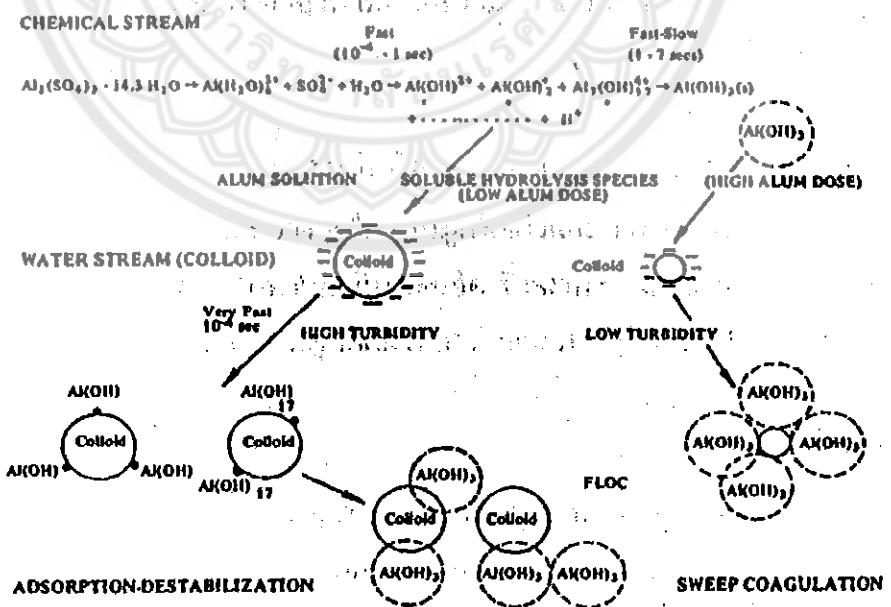 CHEMICAL STREAM
Fast
(10⁻⁴ - 1 sec)
Fast-Slow
(1 - 7 secs)
Al₂(SO₄)₃ · 14.3 H₂O → Al(H₂O)₆³⁺ + SO₄²⁻ + H₂O → Al(OH)²⁺ + Al(OH)₂⁺ + Al₇(OH)₁₇⁴⁺ → Al(OH)₃(s)
+ H⁺
Al(OH)₃
ALUM SOLUTION
SOLUBLE HYDROLYSIS SPECIES
(LOW ALUM DOSE)
(HIGH ALUM DOSE)
WATER STREAM (COLLOID)
Colloid
Colloid
Very Fast
10⁻⁴ sec
HIGH TURBIDITY
LOW TURBIDITY
Al(OH)
Colloid
Al(OH)
Al(OH)
Al(OH)
17
Colloid
Al(OH)
17
Al(OH)₃
Colloid
Al(OH)₃
Colloid
Al(OH)₃
Al(OH)₃
FLOC
Al(OH)₃
Al(OH)₃
Al(OH)₃
Al(OH)₃
ADSORPTION-DESTABILIZATION
SWEEP COAGULATION